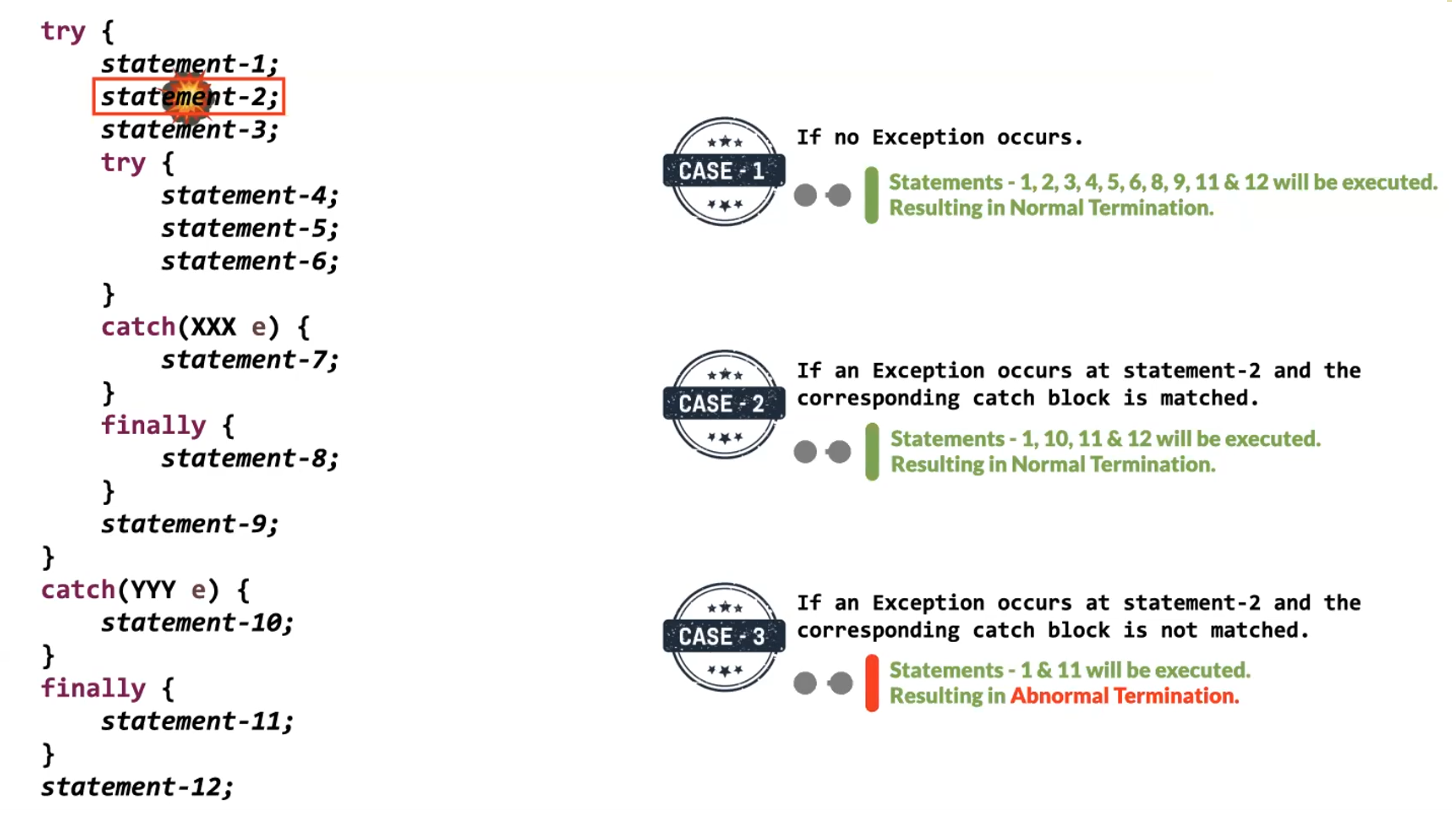 try {
statement-1;
statement-2;
statement-3;
try {
statement-4;
statement-5;
statement-6;
}
catch(XXX e) {
statement-7;
}
finally {
statement-8;
}
statement-9;
}
catch(YYY e) {
statement-10;
}
finally {
statement-11;
}
statement-12;
CASE - 1
If no Exception occurs.
Statements - 1, 2, 3, 4, 5, 6, 8, 9, 11 & 12 will be executed.
Resulting in Normal Termination.
CASE - 2
If an Exception occurs at statement-2 and the
corresponding catch block is matched.
Statements - 1, 10, 11 & 12 will be executed.
Resulting in Normal Termination.
CASE - 3
If an Exception occurs at statement-2 and the
corresponding catch block is not matched.
Statements - 1 & 11 will be executed.
Resulting in Abnormal Termination.